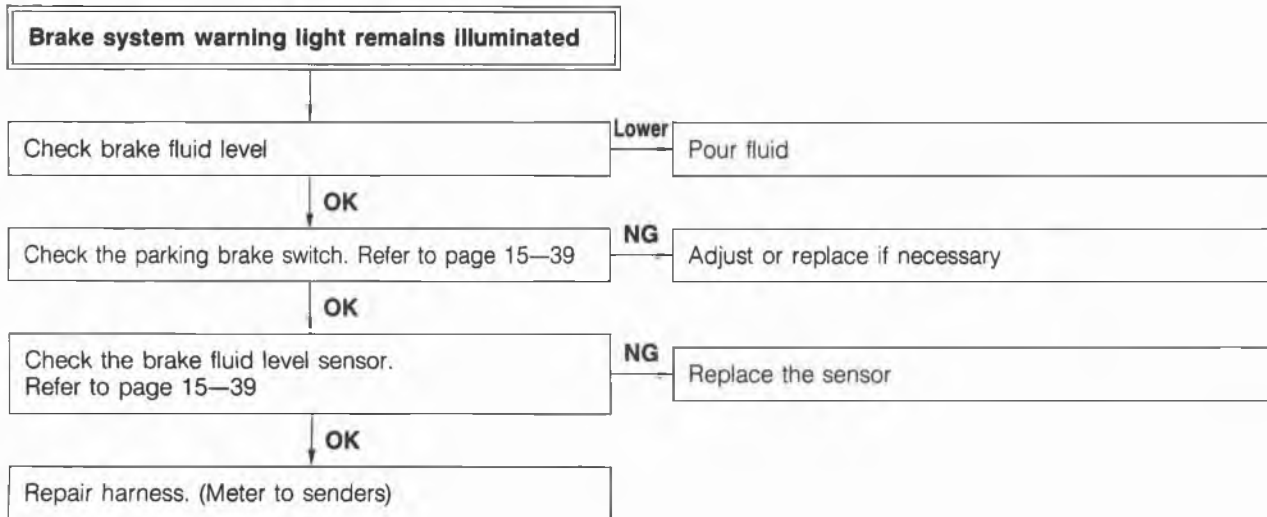 Brake system warning light remains illuminated
Check brake fluid level
Lower
Pour fluid
OK
Check the parking brake switch. Refer to page 15—39
NG
Adjust or replace if necessary
OK
Check the brake fluid level sensor.
Refer to page 15—39
NG
Replace the sensor
OK
Repair harness. (Meter to senders)